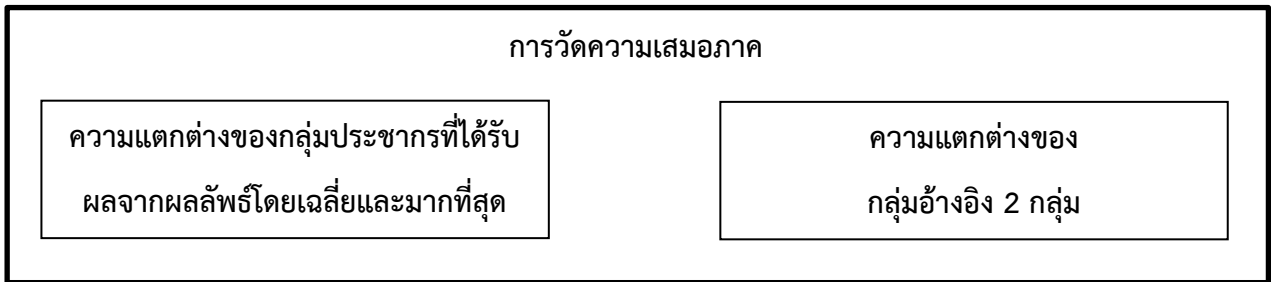 การวัดความเสมอภาค
ความแตกต่างของกลุ่มประชากรที่ได้รับ
ผลจากผลลัพธ์โดยเฉลี่ยและมากที่สุด
ความแตกต่างของ
กลุ่มอ้างอิง 2 กลุ่ม